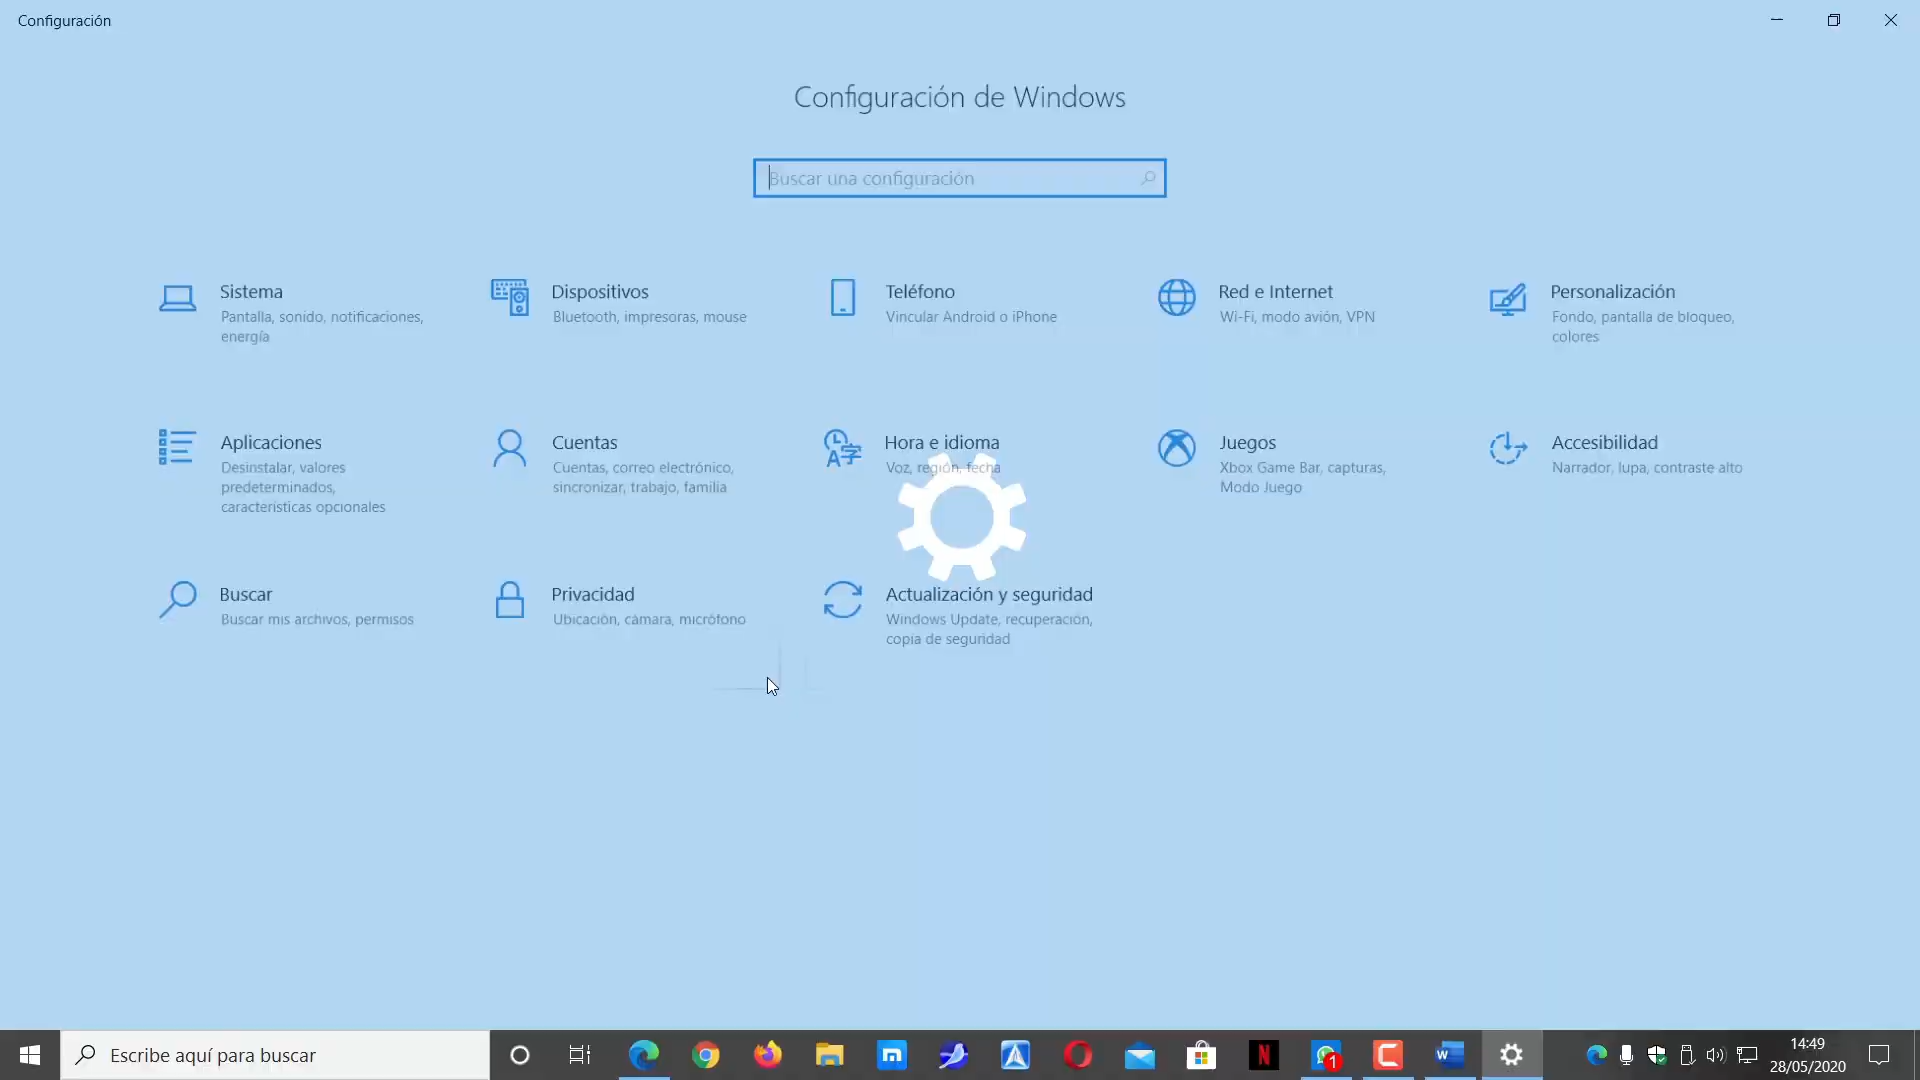 Configuración
Configuración de Windows
Buscar una configuración
Sistema
Pantalla, sonido, notificaciones,
energía
Dispositivos
Bluetooth, impresoras, mouse
Teléfono
Vincular Android o iPhone
Red e Internet
Wi-Fi, modo avión, VPN
Personalización
Fondo, pantalla de bloqueo,
colores
Aplicaciones
Desinstalar, valores
predeterminados,
características opcionales
Cuentas
Cuentas, correo electrónico,
sincronizar, trabajo, familia
Hora e idioma
Voz, región, fecha
Juegos
Xbox Game Bar, capturas,
Modo Juego
Accesibilidad
Narrador, lupa, contraste alto
Buscar
Buscar mis archivos, permisos
Privacidad
Ubicación, cámara, micrófono
Actualización y seguridad
Windows Update, recuperación,
copia de seguridad
Escribe aquí para buscar
1
14:49
28/05/2020